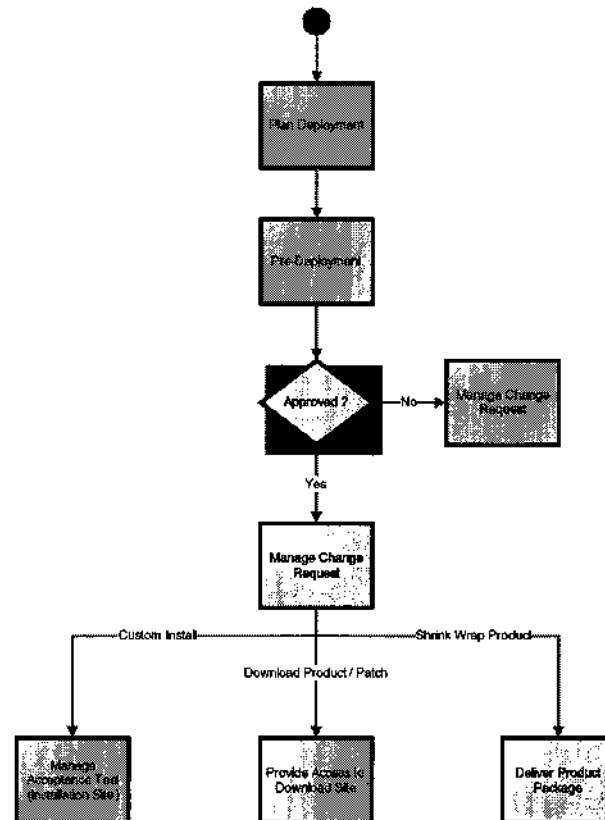 Plan Deployment
Pre-Deployment
Approved ?
No
Manage Change
Request
Yes
Manage Change
Request
Custom Install
Shrink Wrap Product
Download Product / Patch
Manage
Acceptance Test
(Installation Site)
Provide Access to
Download Site
Deliver Product
Package